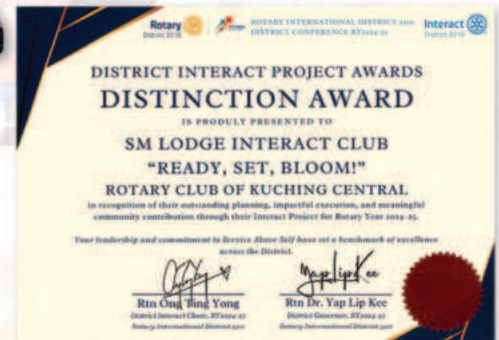 Rotary
District 3310
ROTARY INTERNATIONAL DISTRICT 3310
DISTRICT CONFERENCE RY2024-25
Interact
District 3310
DISTRICT INTERACT PROJECT AWARDS
DISTINCTION AWARD
IS PRODULY PRESENTED TO
SM LODGE INTERACT CLUB
“READY, SET, BLOOM!”
ROTARY CLUB OF KUCHING CENTRAL
in recognition of their outstanding planning, impactful execution, and meaningful
community contribution through their Interact Project for Rotary Year 2024-25.
Your leadership and commitment to Service Above Self have set a benchmark of excellence
across the District.
Yap Lip Kee
Rtn Ong Ting Yong
Rtn Dr. Yap Lip Kee
District Interact Chair, RY2024-25
District Governor, RY2024-25
Rotary International District 3310
Rotary International District 3310